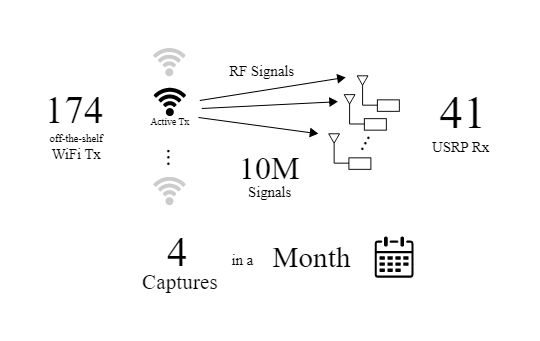 174
off-the-shelf
WiFi Tx
Active Tx
RF Signals
10M
Signals
41
USRP Rx
4
Captures
in a
Month